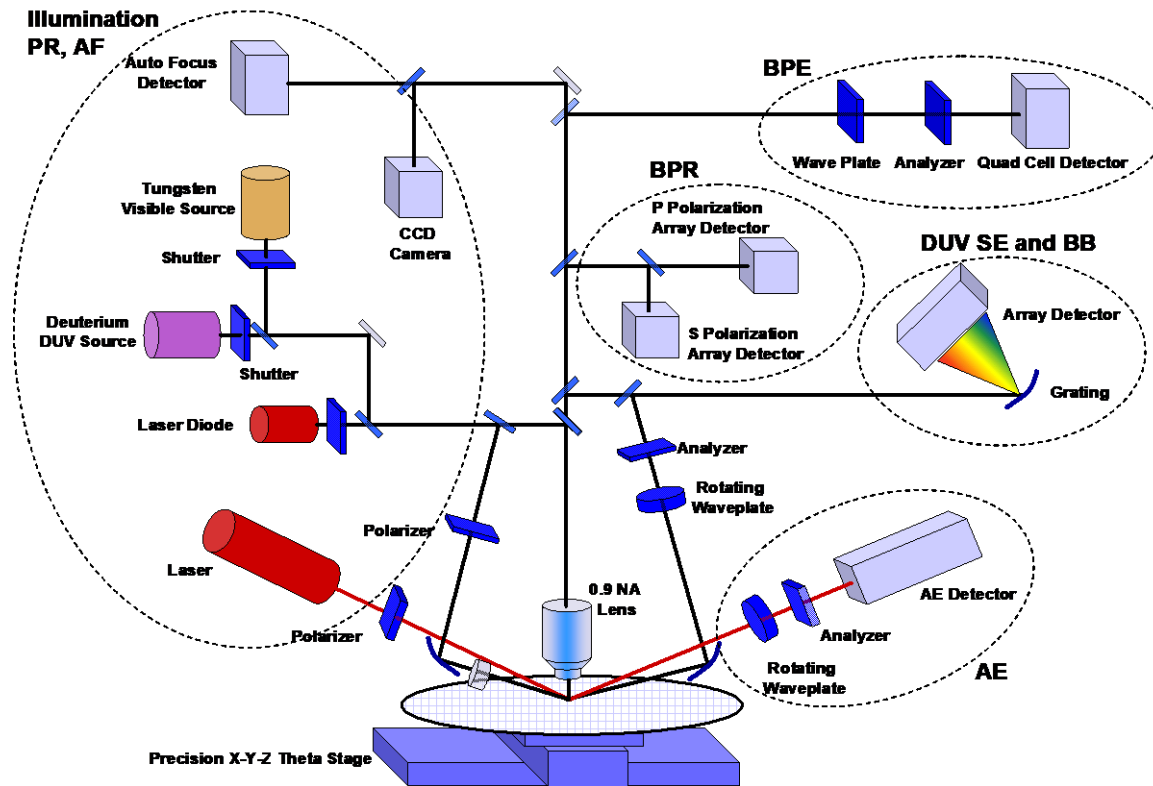 Illumination
PR, AF
Auto Focus
Detector
BPE
Wave Plate
Analyzer
Quad Cell Detector
Tungsten
Visible Source
CCD
Camera
BPR
P Polarization
Array Detector
Shutter
DUV SE and BB
Deuterium
DUV Source
Array Detector
S Polarization
Array Detector
Shutter
Grating
Laser Diode
Analyzer
Rotating
Waveplate
Polarizer
Laser
0.9 NA
Lens
AE Detector
Polarizer
Analyzer
Rotating
Waveplate
AE
Precision X-Y-Z Theta Stage